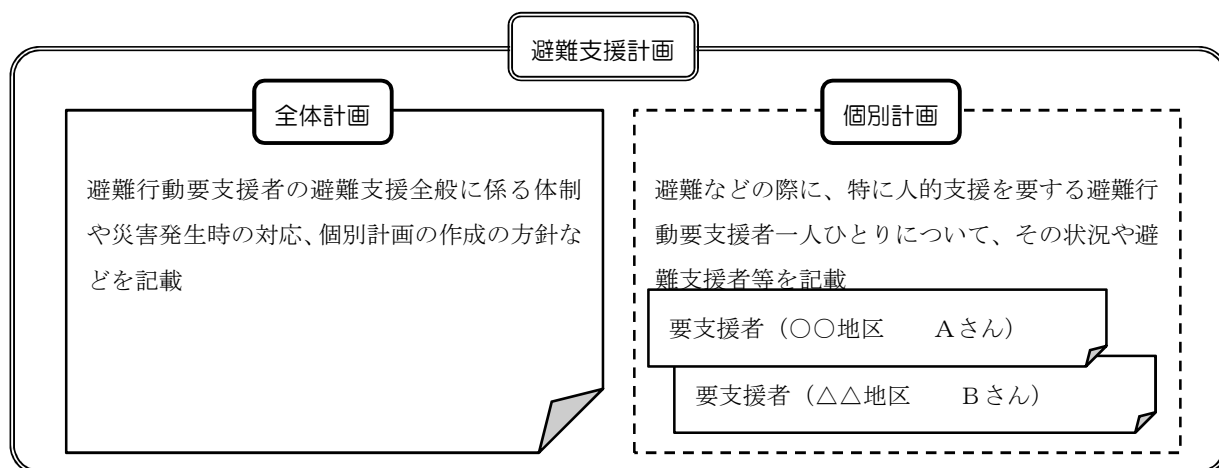 避難支援計画
全体計画
避難行動要支援者の避難支援全般に係る体制
や災害発生時の対応、個別計画の作成の方針な
どを記載
個別計画
避難などの際に、特に人的支援を要する避難行
動要支援者一人ひとりについて、その状況や避
難支援者等を記載
要支援者（○○地区　　Ａさん）
要支援者（△△地区　　Ｂさん）